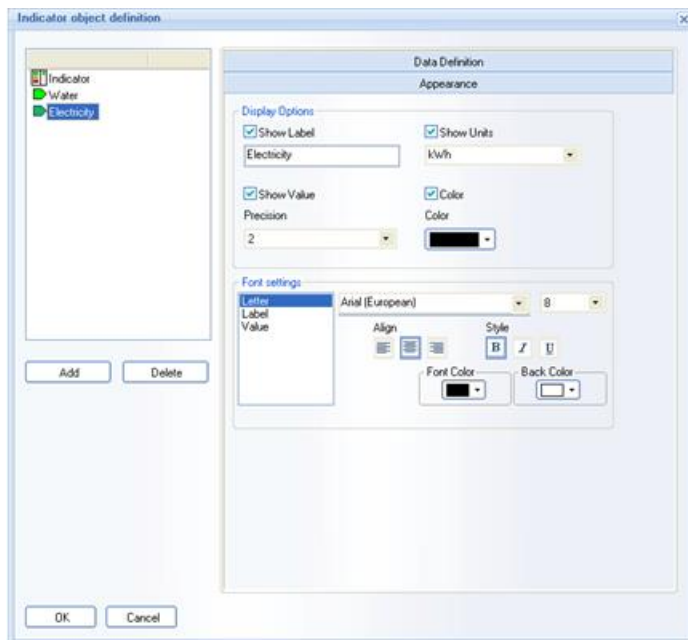 Indicator object definition
Indicator
Water
Electricity
Add Delete
Data Definition
Appearance
Display Options
Show Label Show Units
Electricity kWh
Show Value Color
Precision Color
2
Font settings
Letter Arial (European) 8
Label Align Style
Value B I U
Font Color Back Color
OK Cancel